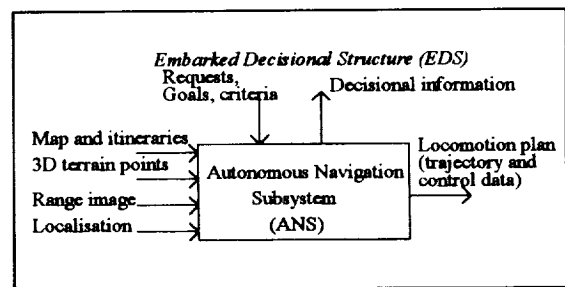 Embarked Decisional Structure (EDS)
Requests,
Goals, criteria
Decisional information
Map and itineraries
3D terrain points
Range image
Localisation
Autonomous Navigation
Subsystem
(ANS)
Locomotion plan
(trajectory and
control data)